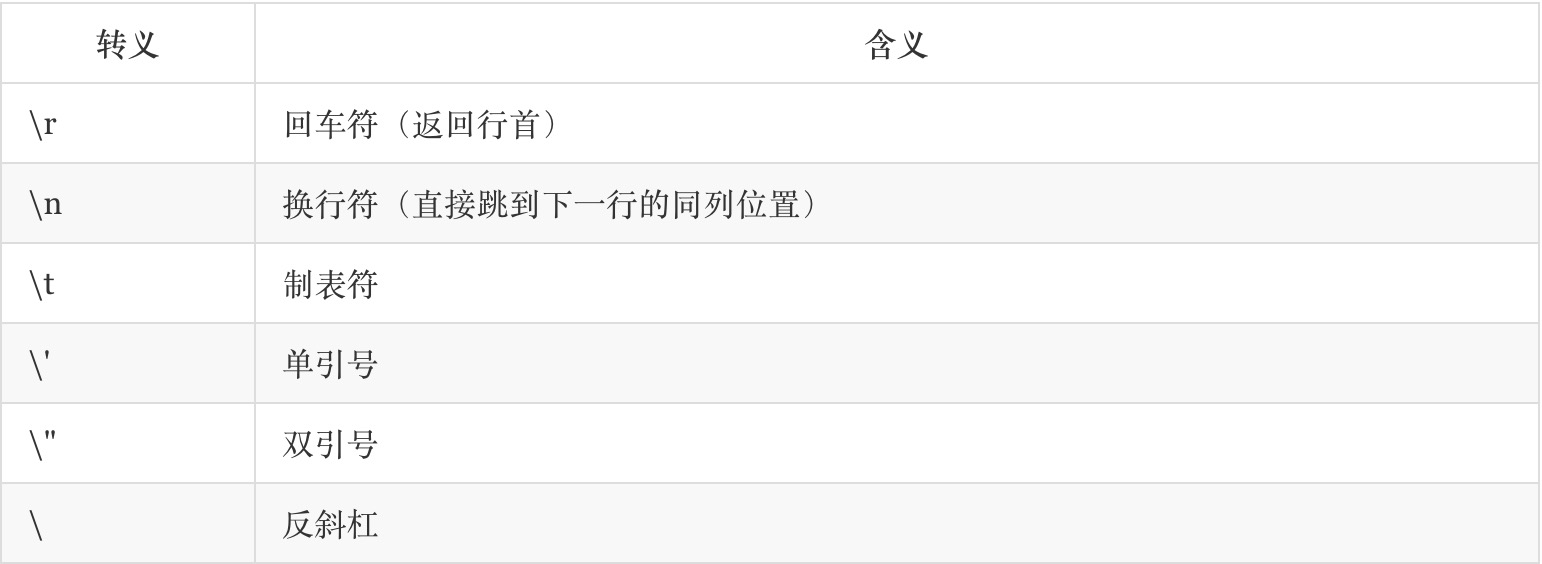 转义 含义
\r 回车符（返回行首）
\n 换行符（直接跳到下一行的同列位置）
\t 制表符
\' 单引号
\" 双引号
\ 反斜杠